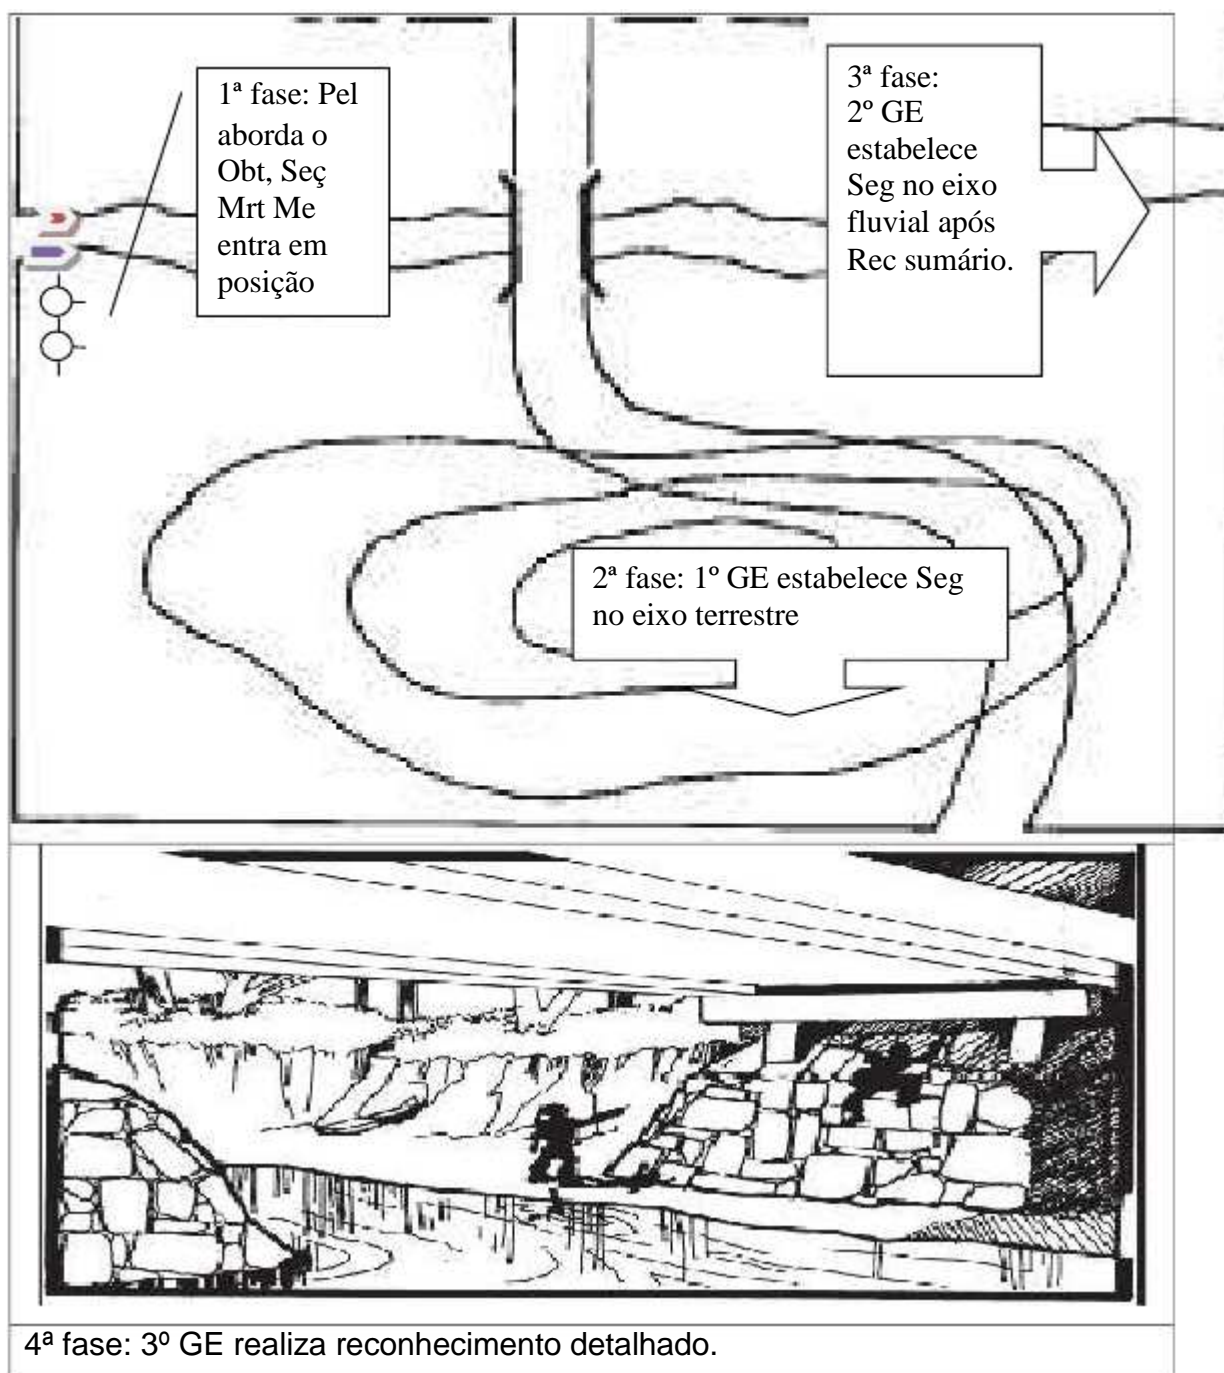 1ª fase: Pel
aborda o
Obt, Seç
Mrt Me
entra em
posição
3ª fase:
2º GE
estabelece
Seg no eixo
fluvial após
Rec sumário.
2ª fase: 1º GE estabelece Seg
no eixo terrestre
4ª fase: 3º GE realiza reconhecimento detalhado.